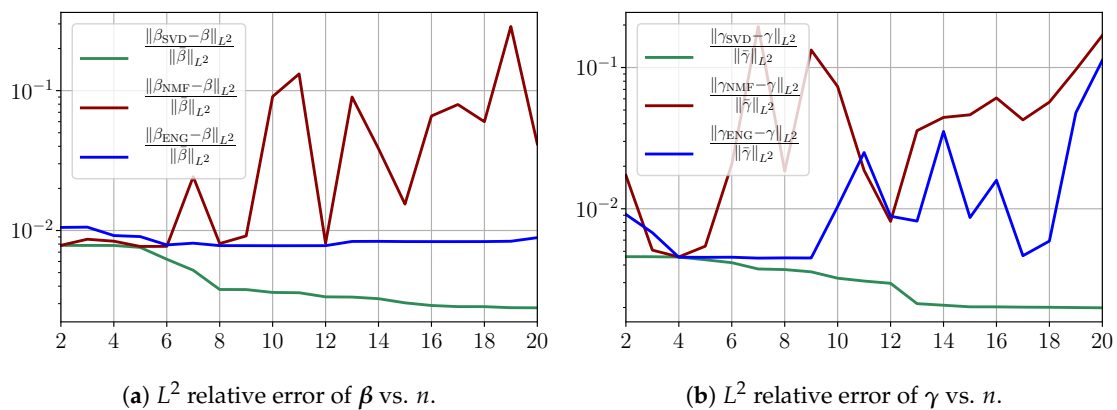 ‖β_SVD−β‖_{L²} / ‖β̄‖_{L²}
‖β_NMF−β‖_{L²} / ‖β̄‖_{L²}
‖β_ENG−β‖_{L²} / ‖β̄‖_{L²}
10⁻¹
10⁻²
2 4 6 8 10 12 14 16 18 20
(a) L² relative error of β vs. n.
‖γ_SVD−γ‖_{L²} / ‖γ̄‖_{L²}
‖γ_NMF−γ‖_{L²} / ‖γ̄‖_{L²}
‖γ_ENG−γ‖_{L²} / ‖γ̄‖_{L²}
10⁻¹
10⁻²
2 4 6 8 10 12 14 16 18 20
(b) L² relative error of γ vs. n.